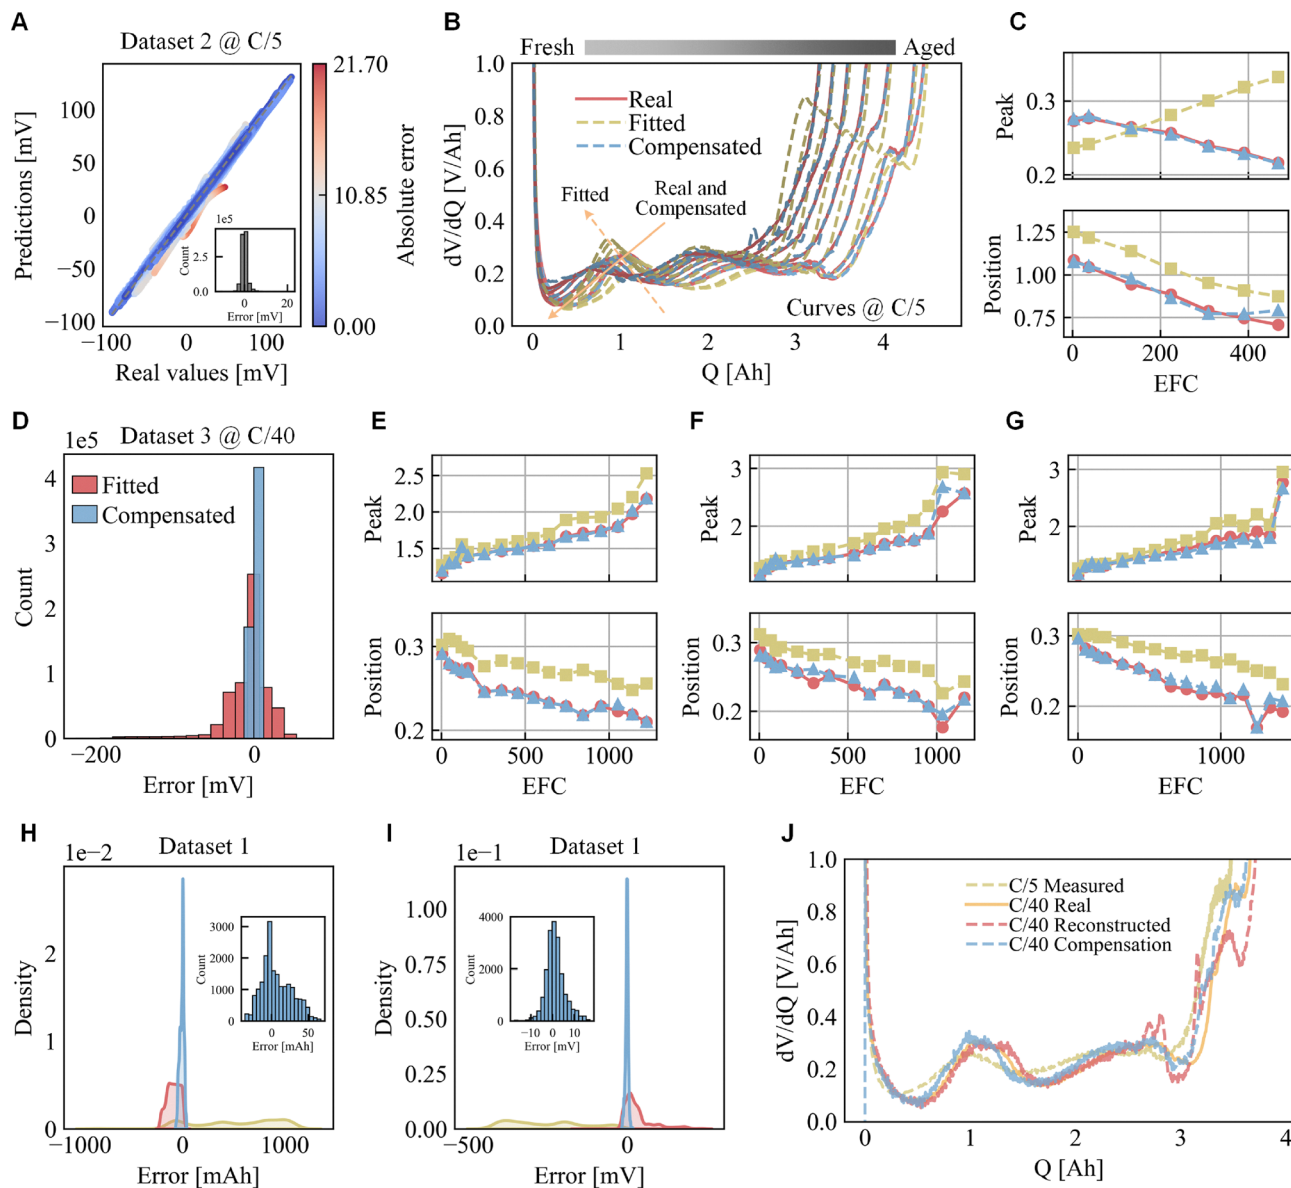 A
Dataset 2 @ C/5
Predictions [mV]
100
50
0
−50
−100
−100
0
100
Real values [mV]
1e5
Count
2.5
0.0
0
20
Error [mV]
21.70
10.85
0.00
Absolute error
B
Fresh
Aged
dV/dQ [V/Ah]
1.0
0.8
0.6
0.4
0.2
0.0
Real
Fitted
Compensated
Fitted
Real and
Compensated
Curves @ C/5
0
1
2
3
4
Q [Ah]
C
Peak
0.3
0.2
Position
1.25
1.00
0.75
0
200
400
EFC
D
1e5
Dataset 3 @ C/40
Count
4
3
2
1
0
Fitted
Compensated
−200
0
Error [mV]
E
Peak
2.5
2.0
1.5
Position
0.3
0.2
0
500
1000
EFC
F
Peak
3
2
Position
0.3
0.2
0
500
1000
EFC
G
Peak
3
2
Position
0.3
0.2
0
1000
EFC
H
1e−2
Dataset 1
Density
2
1
0
−1000
0
1000
Error [mAh]
Count
3000
2000
1000
0
0
50
Error [mAh]
I
1e−1
Dataset 1
Density
1.00
0.75
0.50
0.25
0.00
−500
0
Error [mV]
Count
4000
2000
0
−10
0
10
Error [mV]
J
dV/dQ [V/Ah]
1.0
0.8
0.6
0.4
0.2
0.0
C/5 Measured
C/40 Real
C/40 Reconstructed
C/40 Compensation
0
1
2
3
4
Q [Ah]